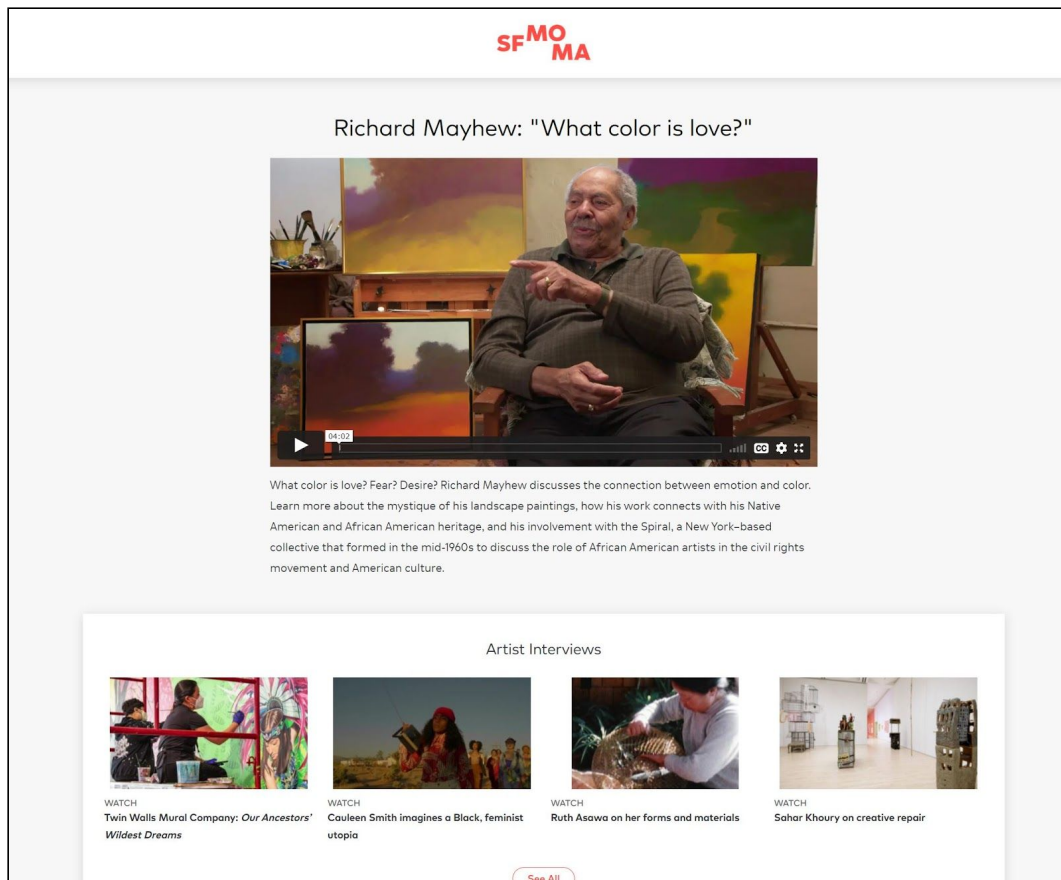 SFMOMA
Richard Mayhew: "What color is love?"
04:02
CC
What color is love? Fear? Desire? Richard Mayhew discusses the connection between emotion and color.
Learn more about the mystique of his landscape paintings, how his work connects with his Native
American and African American heritage, and his involvement with the Spiral, a New York–based
collective that formed in the mid-1960s to discuss the role of African American artists in the civil rights
movement and American culture.
Artist Interviews
WATCH
Twin Walls Mural Company: Our Ancestors'
Wildest Dreams
WATCH
Cauleen Smith imagines a Black, feminist
utopia
WATCH
Ruth Asawa on her forms and materials
WATCH
Sahar Khoury on creative repair
See All